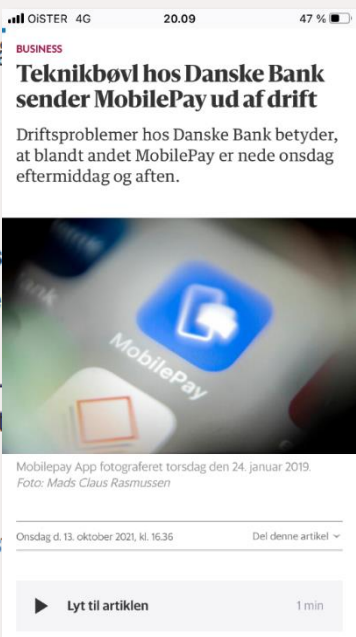 OiSTER 4G 20.09 47 %
BUSINESS
Teknikbøvl hos Danske Bank
sender MobilePay ud af drift
Driftsproblemer hos Danske Bank betyder,
at blandt andet MobilePay er nede onsdag
eftermiddag og aften.
Bank
MobilePay
Mobilepay App fotograferet torsdag den 24. januar 2019.
Foto: Mads Claus Rasmussen
Onsdag d. 13. oktober 2021, kl. 16.36 Del denne artikel
Lyt til artiklen 1 min